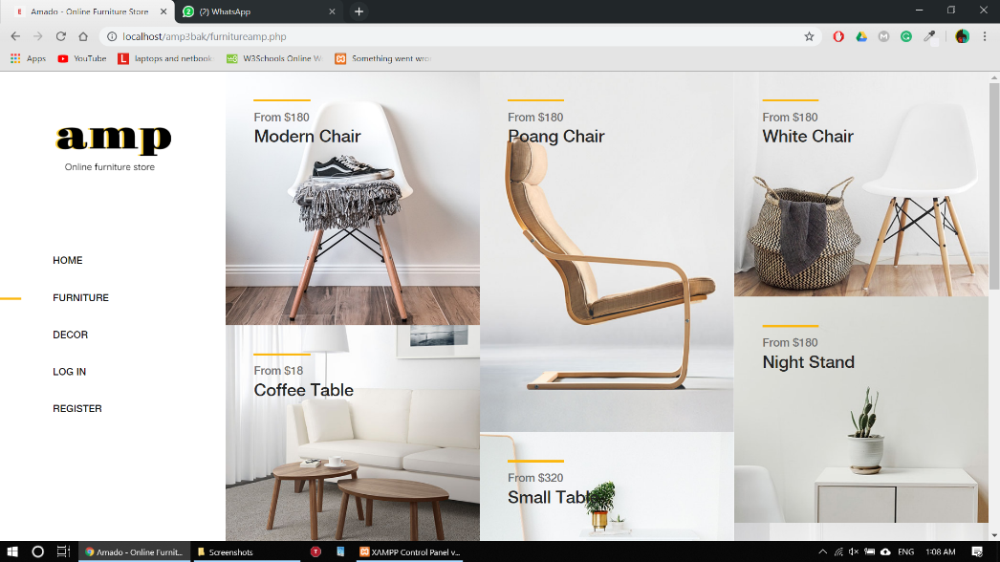 Amado - Online Furniture Store
(2) WhatsApp
localhost/amp3bak/furnitureamp.php
Apps
YouTube
laptops and netbook
W3Schools Online W
Something went wro
amp
Online furniture store
HOME
FURNITURE
DECOR
LOG IN
REGISTER
From $180
Modern Chair
From $18
Coffee Table
From $180
Poang Chair
From $320
Small Table
From $180
White Chair
From $180
Night Stand
Amado - Online Furnit...
Screenshots
XAMPP Control Panel v...
ENG
1:08 AM